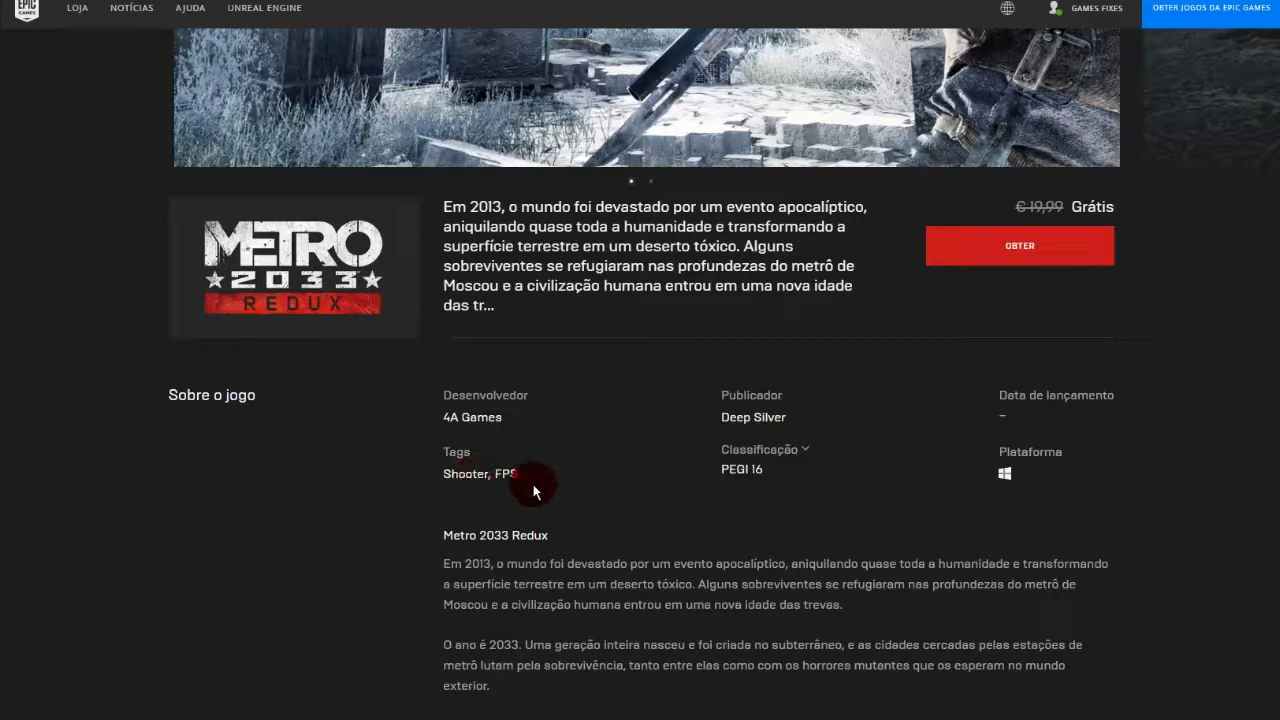 EPIC
GAMES
LOJA
NOTÍCIAS
AJUDA
UNREAL ENGINE
GAMES FIXES
OBTER JOGOS DA EPIC GAMES
METRO
2033
REDUX
Em 2013, o mundo foi devastado por um evento apocalíptico,
aniquilando quase toda a humanidade e transformando a
superfície terrestre em um deserto tóxico. Alguns
sobreviventes se refugiaram nas profundezas do metrô de
Moscou e a civilização humana entrou em uma nova idade
das tr...
€ 19,99 Grátis
OBTER
Sobre o jogo
Desenvolvedor
4A Games
Publicador
Deep Silver
Data de lançamento
–
Tags
Shooter, FPS
Classificação
PEGI 16
Plataforma
Metro 2033 Redux
Em 2013, o mundo foi devastado por um evento apocalíptico, aniquilando quase toda a humanidade e transformando
a superfície terrestre em um deserto tóxico. Alguns sobreviventes se refugiaram nas profundezas do metrô de
Moscou e a civilização humana entrou em uma nova idade das trevas.
O ano é 2033. Uma geração inteira nasceu e foi criada no subterrâneo, e as cidades cercadas pelas estações de
metrô lutam pela sobrevivência, tanto entre elas como com os horrores mutantes que os esperam no mundo
exterior.